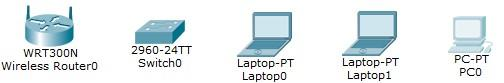 WRT300N
Wireless Router0
2960-24TT
Switch0
Laptop-PT
Laptop0
Laptop-PT
Laptop1
PC-PT
PC0